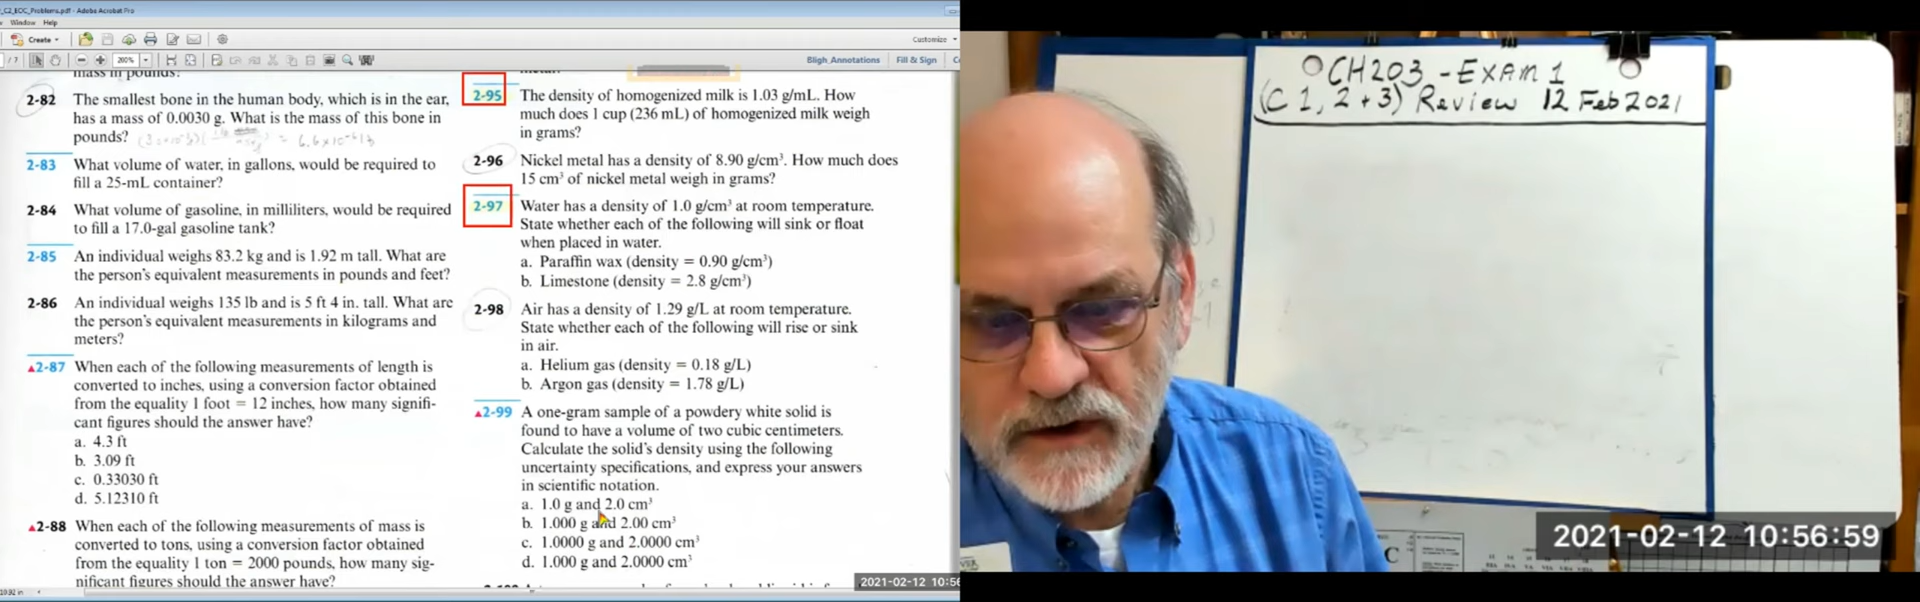 _C2_EOC_Problems.pdf - Adobe Acrobat Pro
Window Help
Create
Customize
/ 7
200%
Bligh_Annotations
Fill & Sign
mass in pounds?
2-82 The smallest bone in the human body, which is in the ear,
has a mass of 0.0030 g. What is the mass of this bone in
pounds?
2-83 What volume of water, in gallons, would be required to
fill a 25-mL container?
2-84 What volume of gasoline, in milliliters, would be required
to fill a 17.0-gal gasoline tank?
2-85 An individual weighs 83.2 kg and is 1.92 m tall. What are
the person's equivalent measurements in pounds and feet?
2-86 An individual weighs 135 lb and is 5 ft 4 in. tall. What are
the person's equivalent measurements in kilograms and
meters?
▲2-87 When each of the following measurements of length is
converted to inches, using a conversion factor obtained
from the equality 1 foot = 12 inches, how many signifi-
cant figures should the answer have?
a. 4.3 ft
b. 3.09 ft
c. 0.33030 ft
d. 5.12310 ft
▲2-88 When each of the following measurements of mass is
converted to tons, using a conversion factor obtained
from the equality 1 ton = 2000 pounds, how many sig-
nificant figures should the answer have?
metal.
2-95 The density of homogenized milk is 1.03 g/mL. How
much does 1 cup (236 mL) of homogenized milk weigh
in grams?
2-96 Nickel metal has a density of 8.90 g/cm³. How much does
15 cm³ of nickel metal weigh in grams?
2-97 Water has a density of 1.0 g/cm³ at room temperature.
State whether each of the following will sink or float
when placed in water.
a. Paraffin wax (density = 0.90 g/cm³)
b. Limestone (density = 2.8 g/cm³)
2-98 Air has a density of 1.29 g/L at room temperature.
State whether each of the following will rise or sink
in air.
a. Helium gas (density = 0.18 g/L)
b. Argon gas (density = 1.78 g/L)
▲2-99 A one-gram sample of a powdery white solid is
found to have a volume of two cubic centimeters.
Calculate the solid's density using the following
uncertainty specifications, and express your answers
in scientific notation.
a. 1.0 g and 2.0 cm³
b. 1.000 g and 2.00 cm³
c. 1.0000 g and 2.0000 cm³
d. 1.000 g and 2.0000 cm³
10.92 in
2021-02-12 10:56
CH203 - EXAM 1
(C 1, 2 + 3) Review 12 Feb 2021
C
2021-02-12 10:56:59